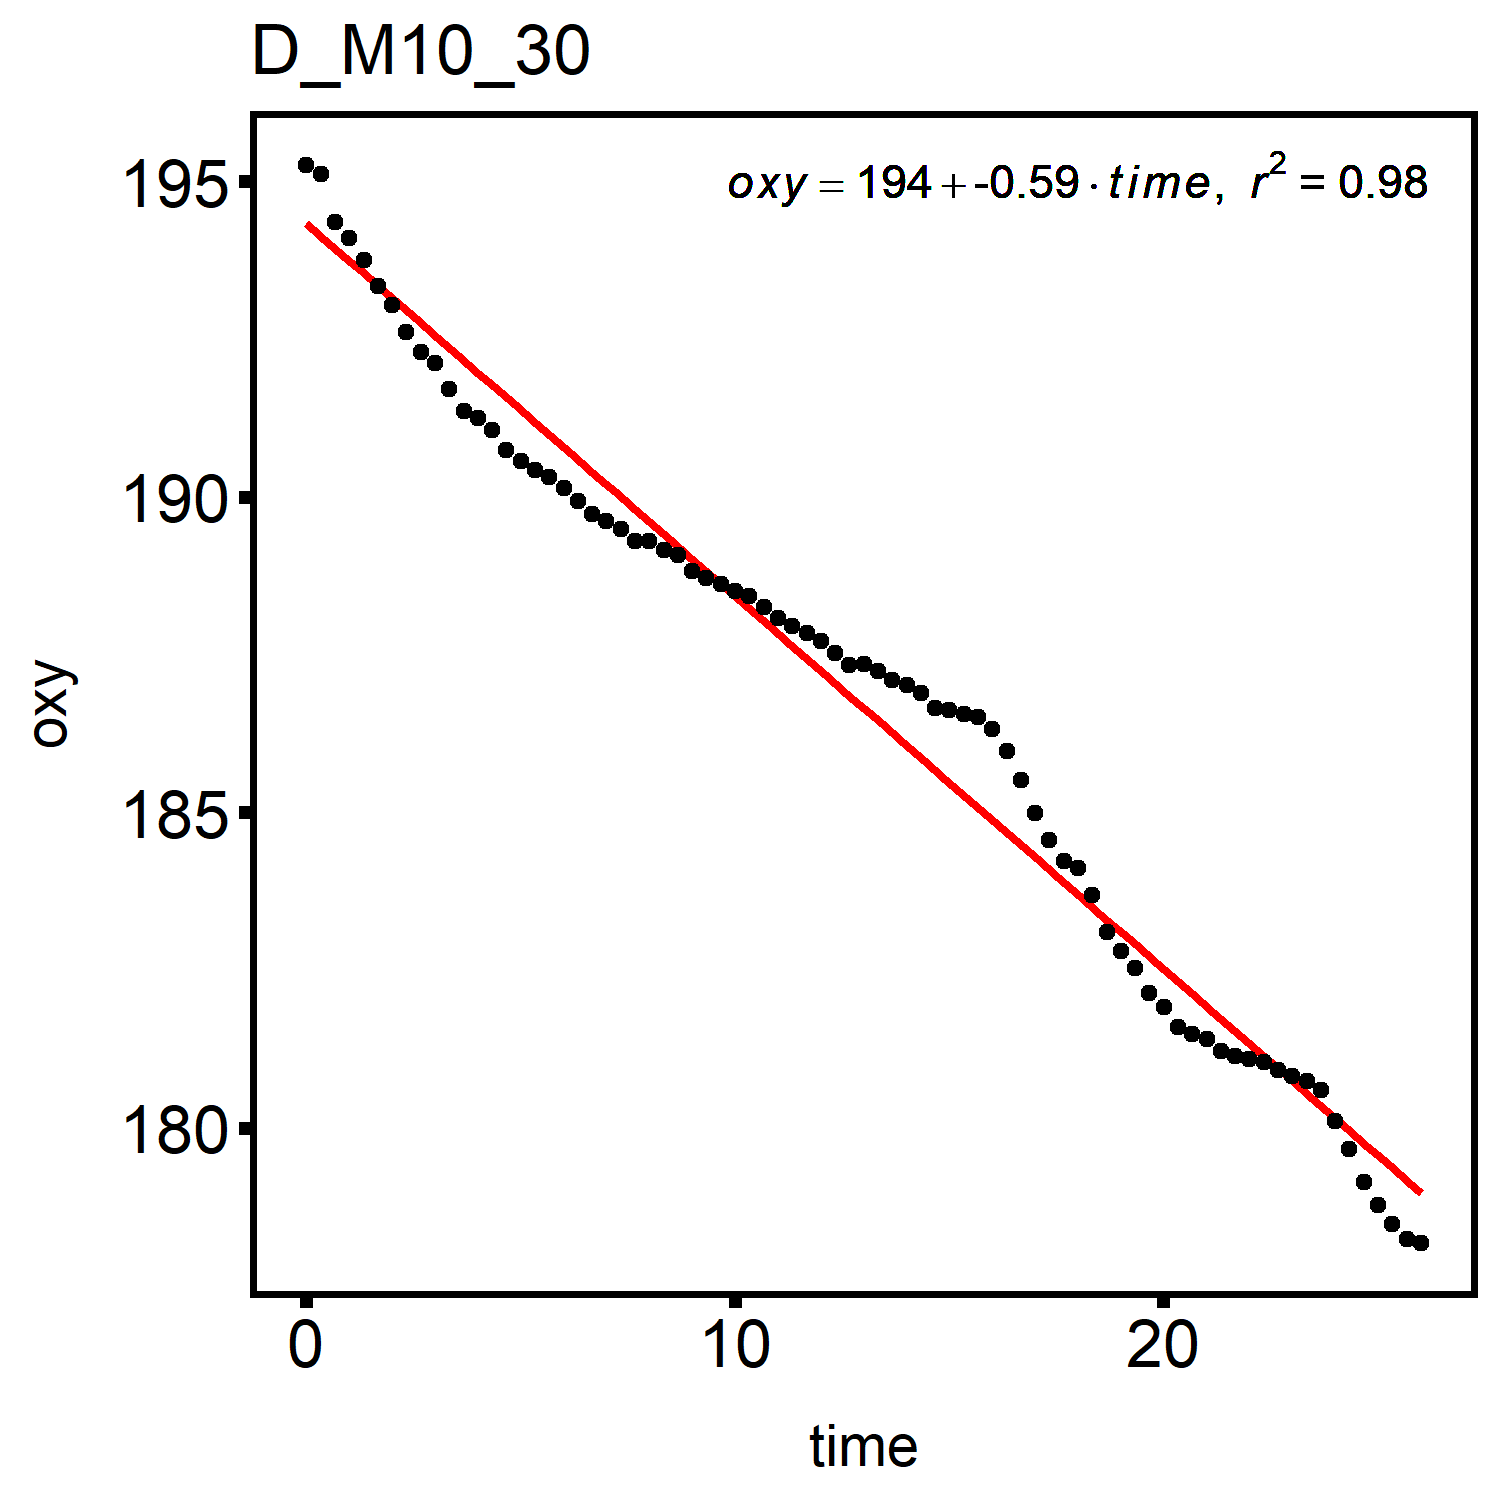 D_M10_30
oxy = 194 + -0.59 · time, r² = 0.98
195
190
185
180
oxy
0 10 20
time